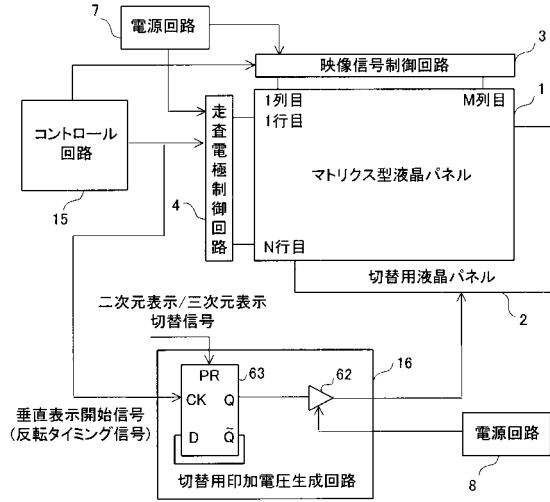 7
電源回路
3
映像信号制御回路
1
1列目
M列目
1行目
コントロール
回路
15
走査電極制御回路
4
マトリクス型液晶パネル
N行目
切替用液晶パネル
2
二次元表示/三次元表示
切替信号
PR
63
62
16
CK
Q
D
Q̃
垂直表示開始信号
(反転タイミング信号)
電源回路
8
切替用印加電圧生成回路